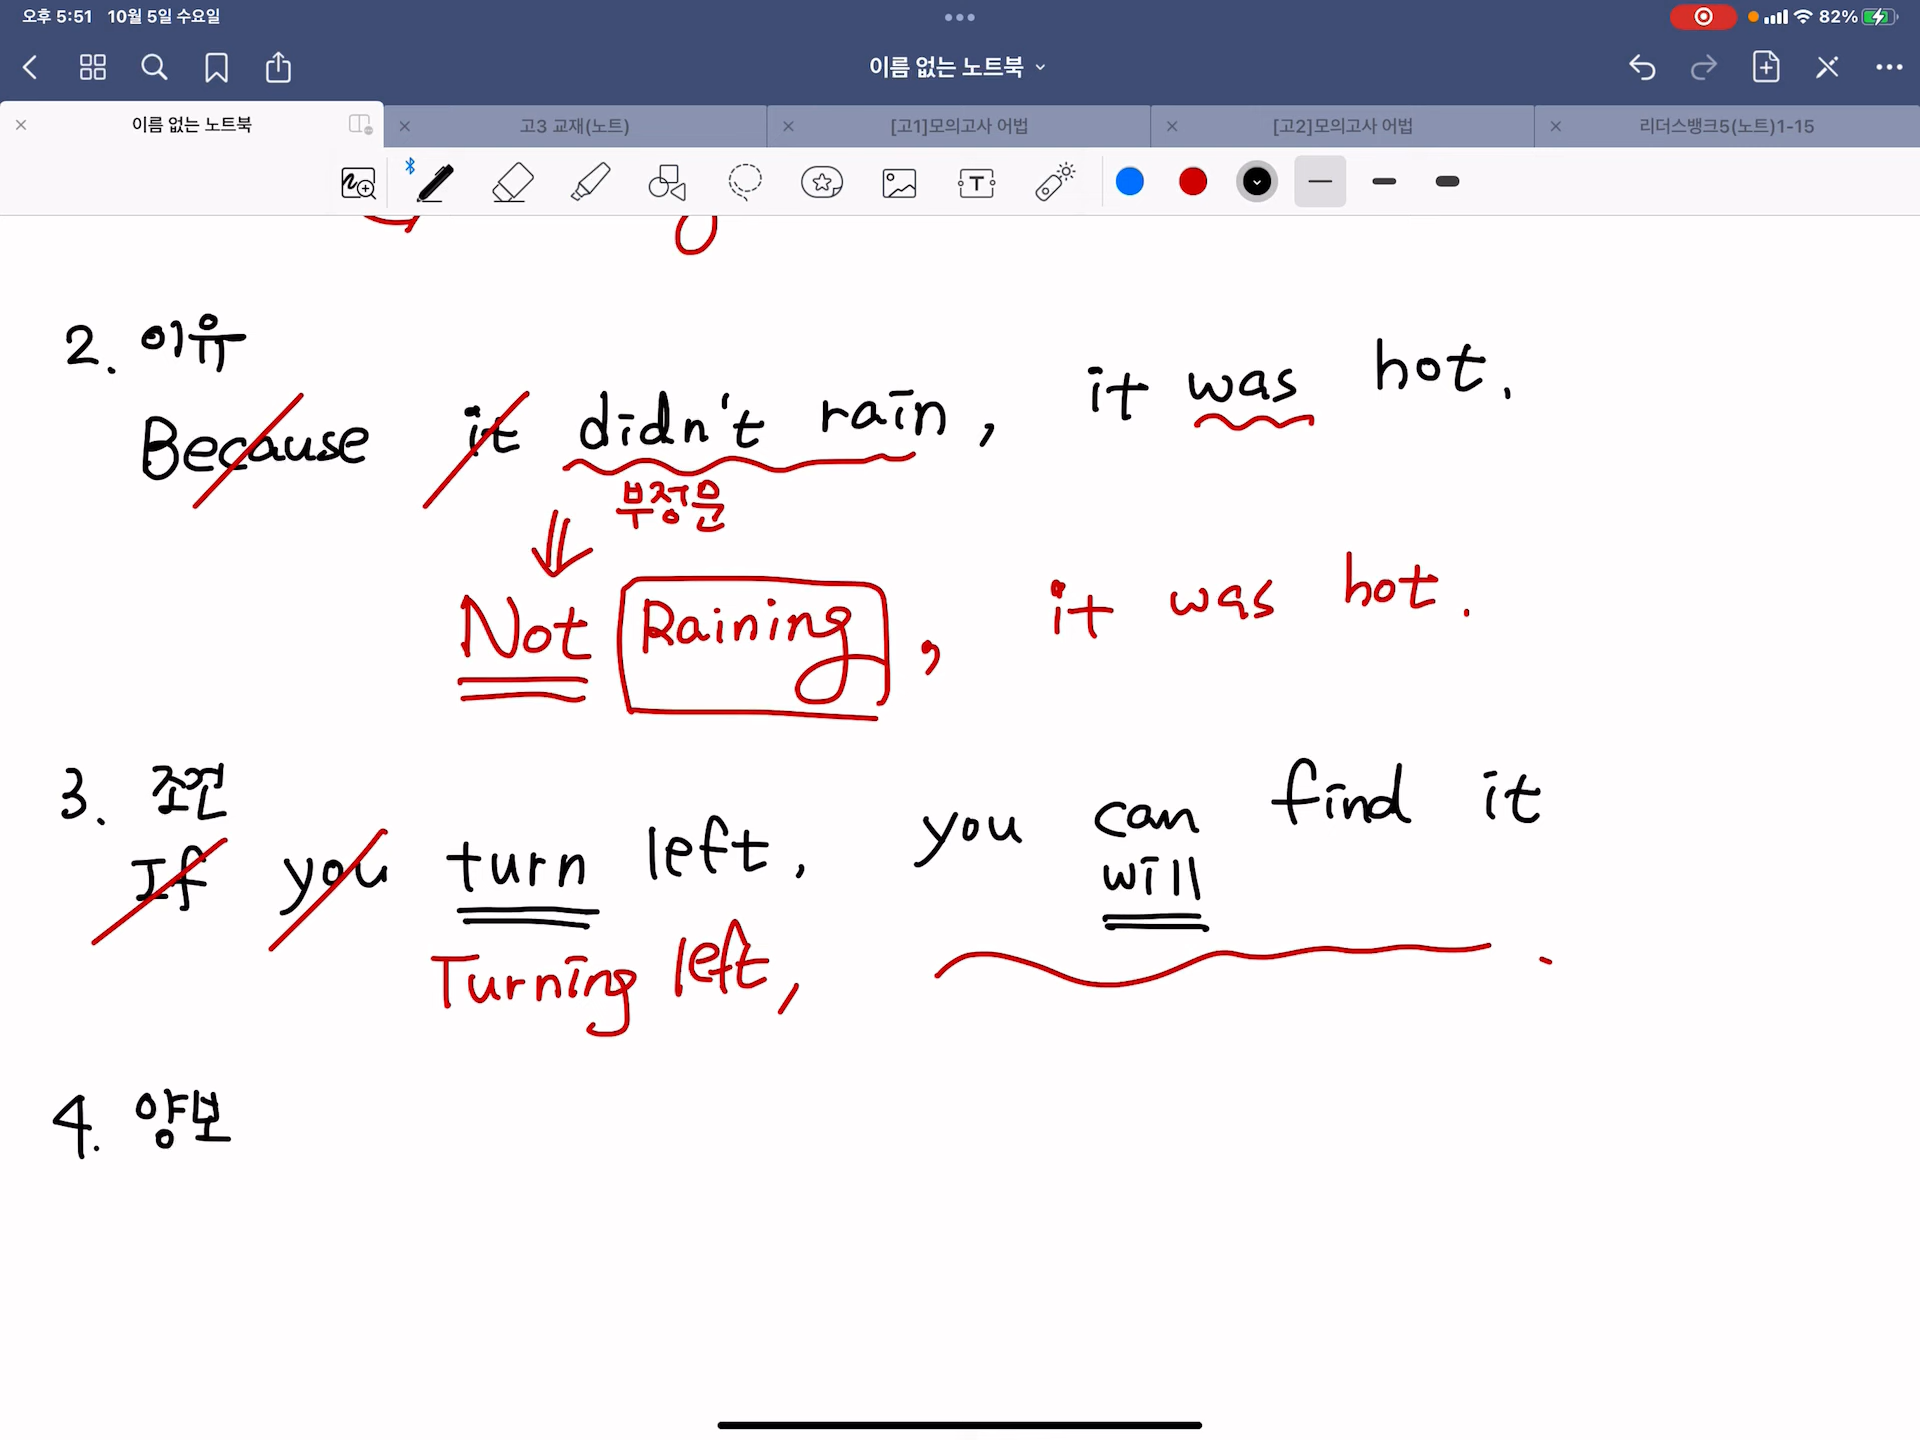 오후 5:51 10월 5일 수요일 82%
이름 없는 노트북
이름 없는 노트북 고3 교재(노트) [고1]모의고사 어법 [고2]모의고사 어법 리더스뱅크5(노트)1-15
2. 이유
Because it didn't rain, it was hot.
부정문
Not Raining, it was hot.
3. 조건
If you turn left, you can find it
will
Turning left, .
4. 양보